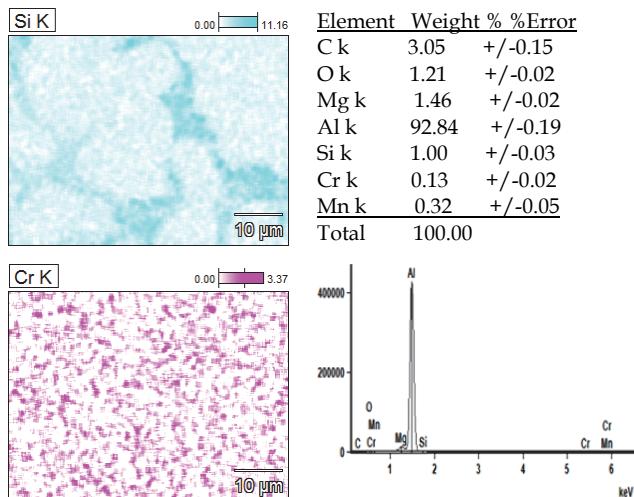 Si K
0.00 11.16
10 µm
Element Weight % %Error
C k 3.05 +/-0.15
O k 1.21 +/-0.02
Mg k 1.46 +/-0.02
Al k 92.84 +/-0.19
Si k 1.00 +/-0.03
Cr k 0.13 +/-0.02
Mn k 0.32 +/-0.05
Total 100.00
Cr K
0.00 3.37
10 µm
Al
400000
200000
0
O
Mn
Cr
C Cr Mg Si Cr Mn
1 2 3 4 5 6
keV